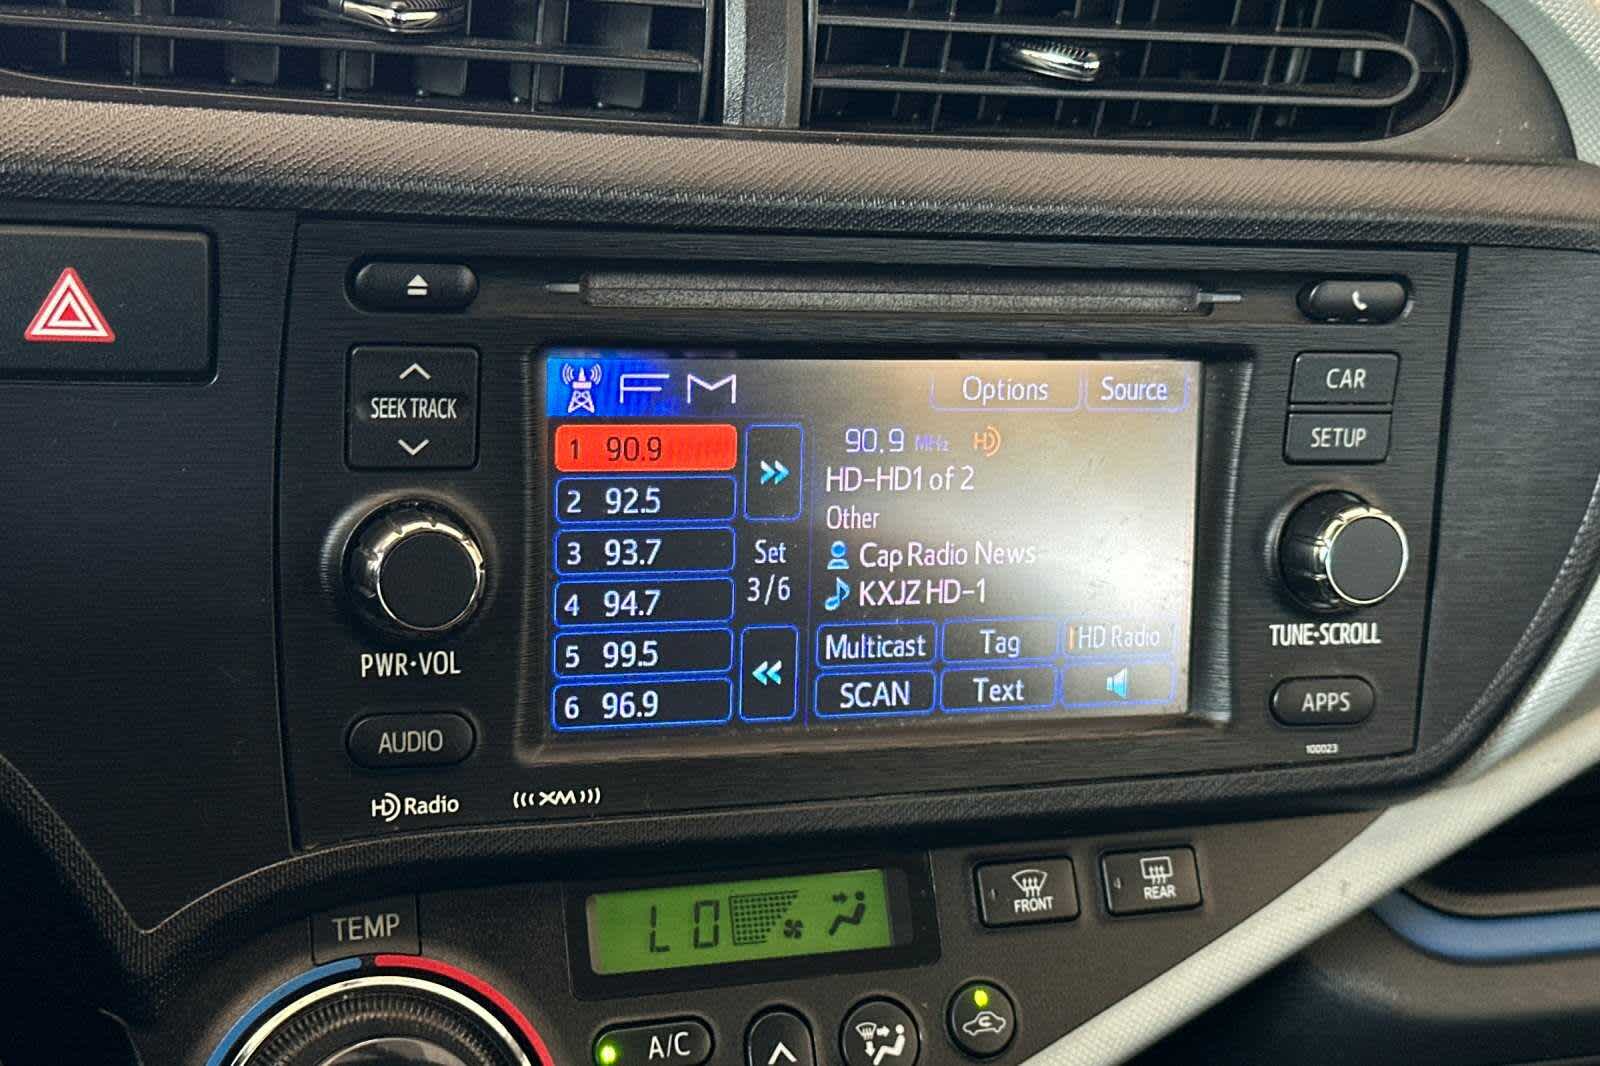 SEEK TRACK
PWR·VOL
AUDIO
HD Radio
((( XM )))
FM
Options
Source
1 90.9
2 92.5
3 93.7
4 94.7
5 99.5
6 96.9
Set
3/6
90.9 MHz HD
HD-HD1 of 2
Other
Cap Radio News
KXJZ HD-1
Multicast
Tag
HD Radio
SCAN
Text
CAR
SETUP
TUNE·SCROLL
APPS
100023
TEMP
LO
FRONT
REAR
A/C